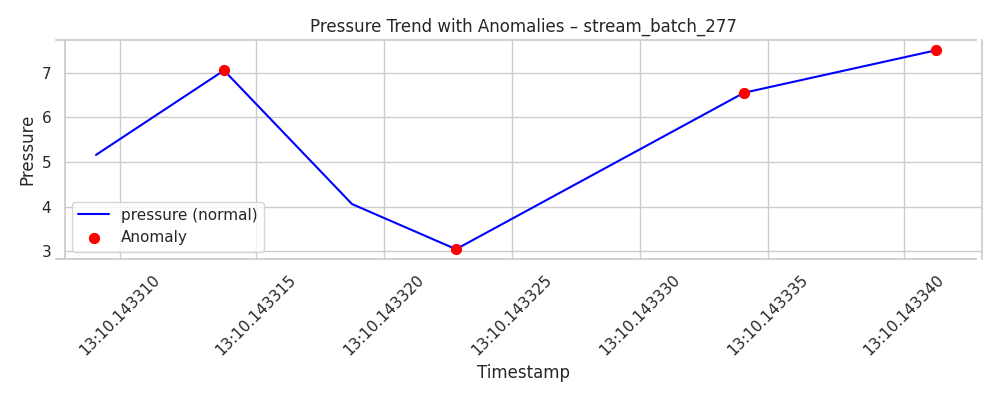 Pressure Trend with Anomalies – stream_batch_277
Pressure
7
6
5
4
3
pressure (normal)
Anomaly
13:10.143310
13:10.143315
13:10.143320
13:10.143325
13:10.143330
13:10.143335
13:10.143340
Timestamp